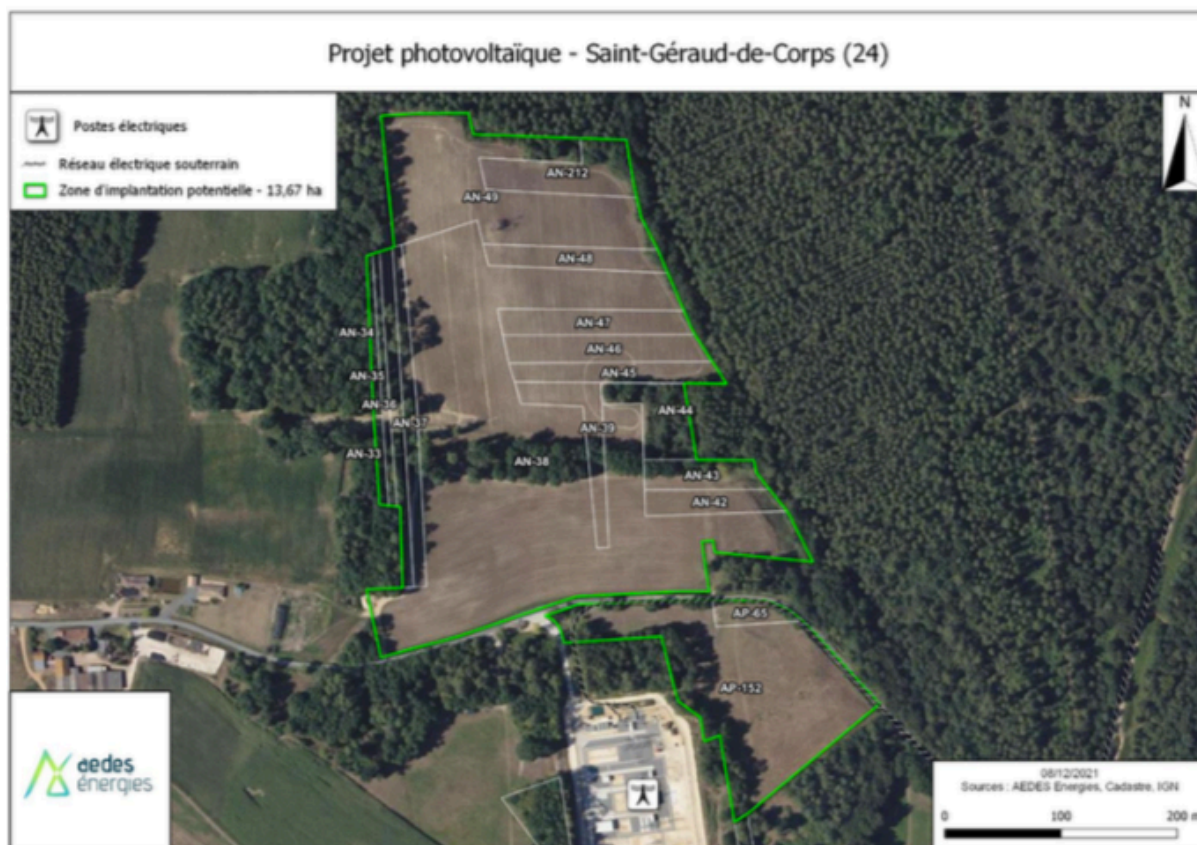 Projet photovoltaïque - Saint-Géraud-de-Corps (24)
Postes électriques
Réseau électrique souterrain
Zone d'implantation potentielle - 13,67 ha
N
AN-212
AN-49
AN-48
AN-47
AN-34
AN-46
AN-45
AN-35
AN-36
AN-44
AN-37
AN-39
AN-33
AN-38
AN-43
AN-42
AP-65
AP-152
aedes
énergies
08/12/2021
Sources : AEDES Energies, Cadastre, IGN
0 100 200 m